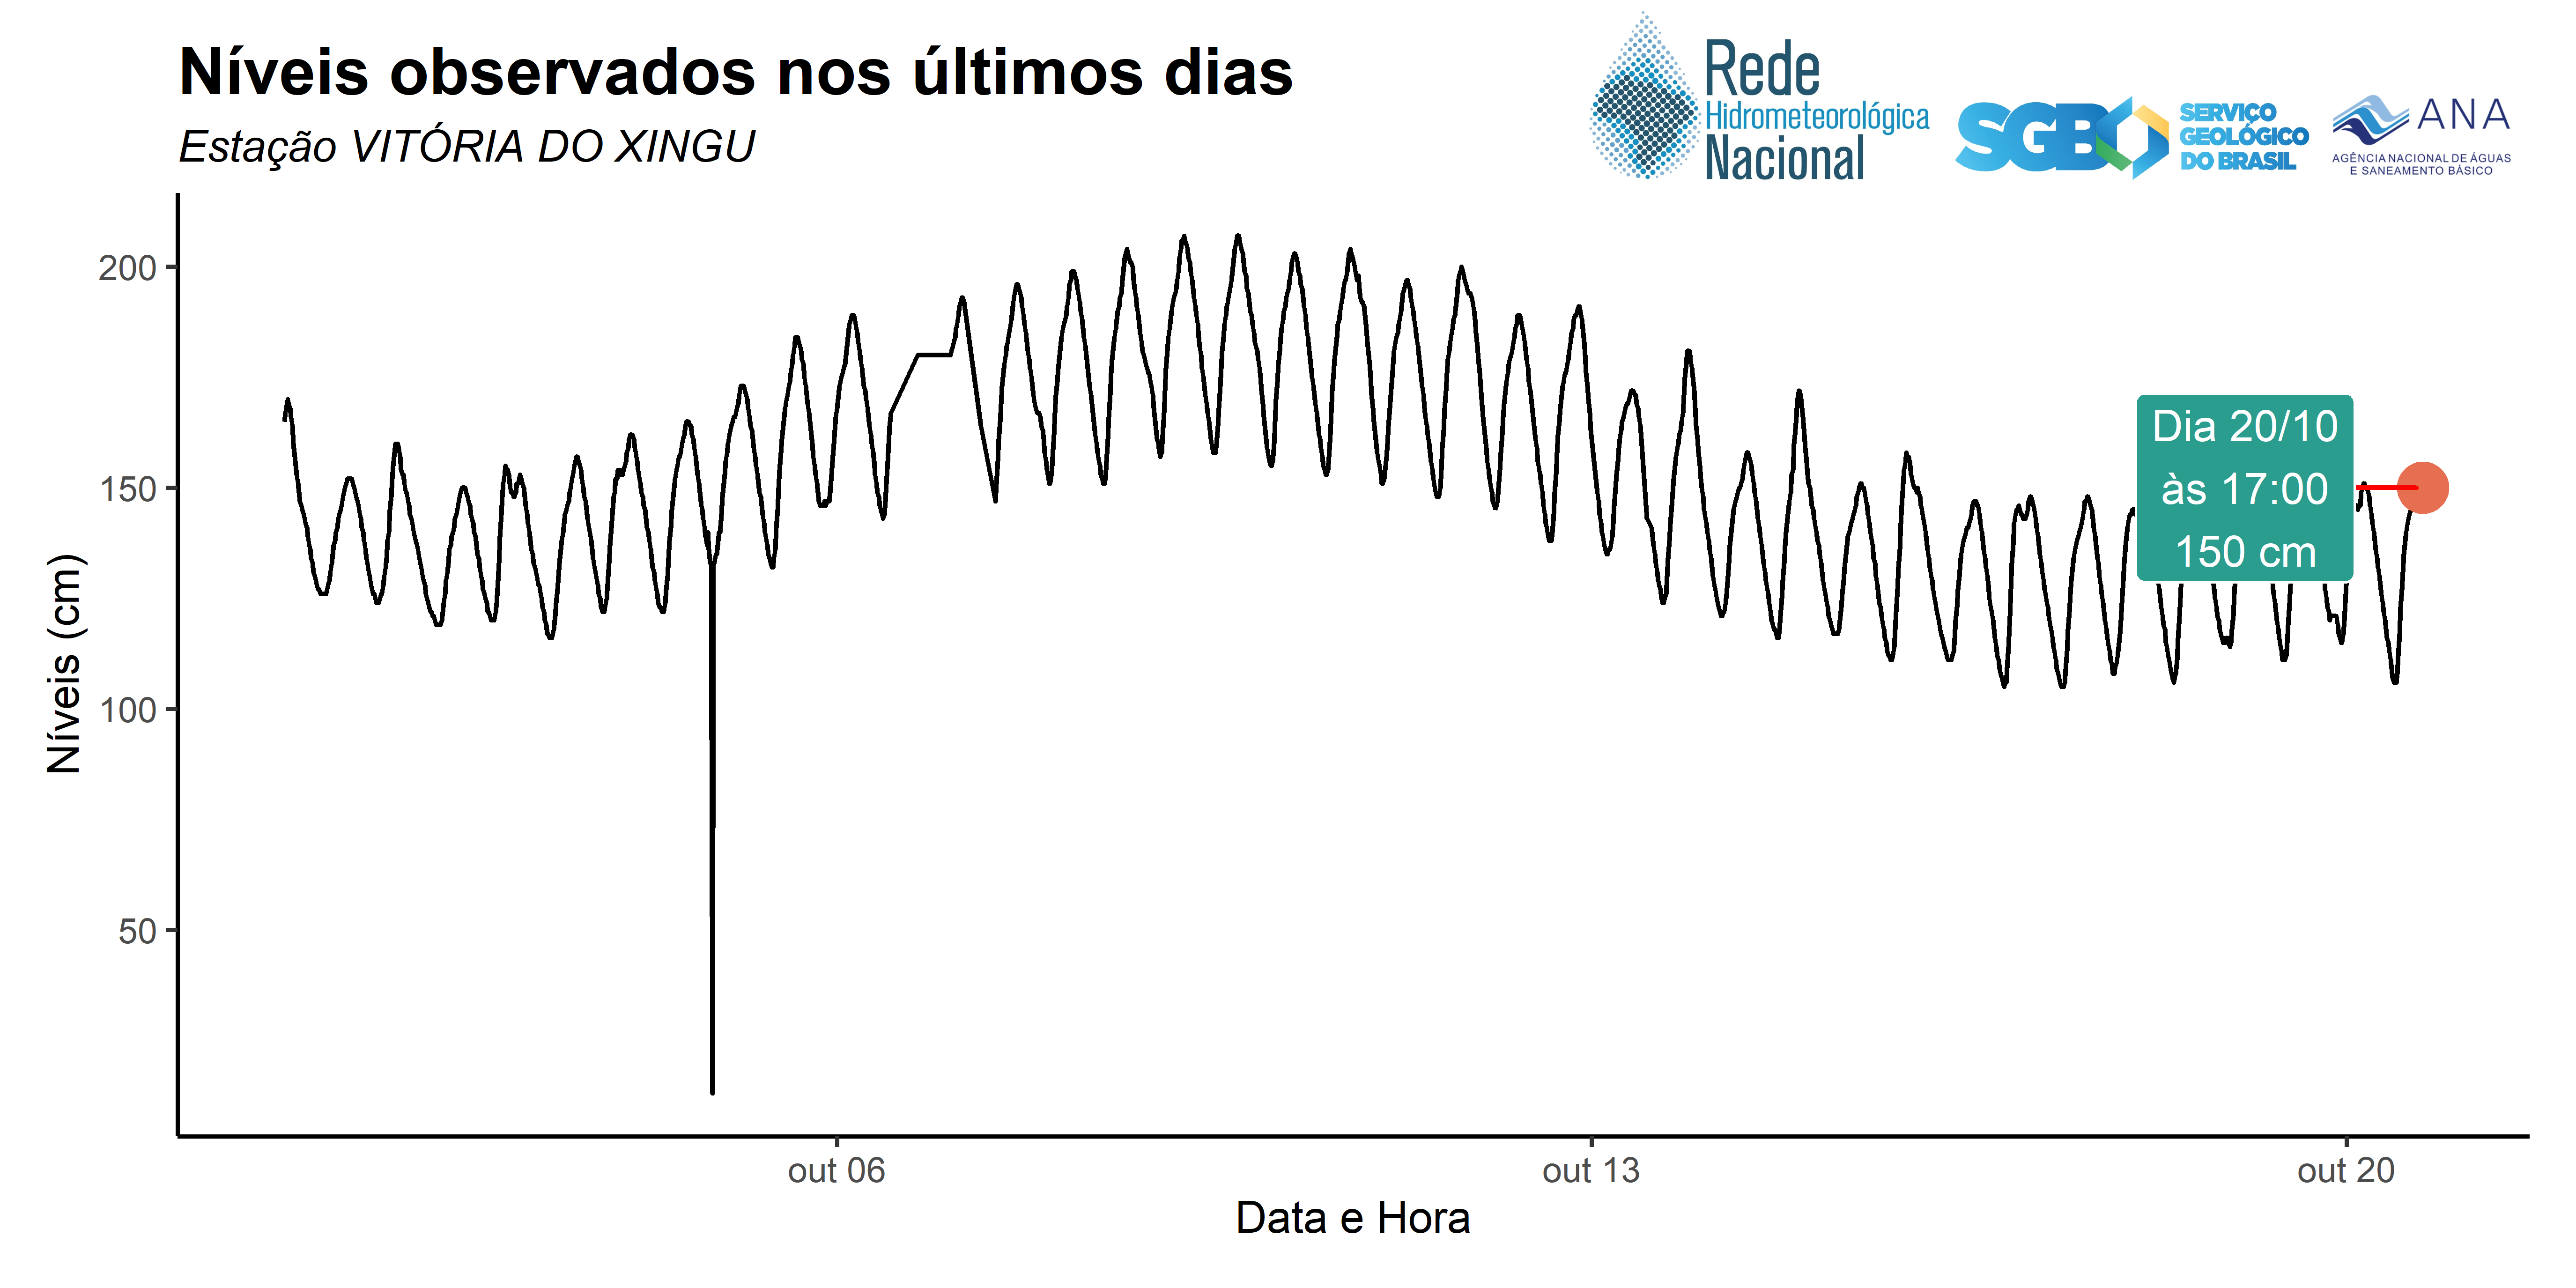 Níveis observados nos últimos dias
Estação VITÓRIA DO XINGU
Rede
Hidrometeorológica
Nacional
SGB
SERVIÇO
GEOLÓGICO
DO BRASIL
ANA
AGÊNCIA NACIONAL DE ÁGUAS
E SANEAMENTO BÁSICO
200
150
100
50
Níveis (cm)
Dia 20/10
às 17:00
150 cm
out 06
out 13
out 20
Data e Hora